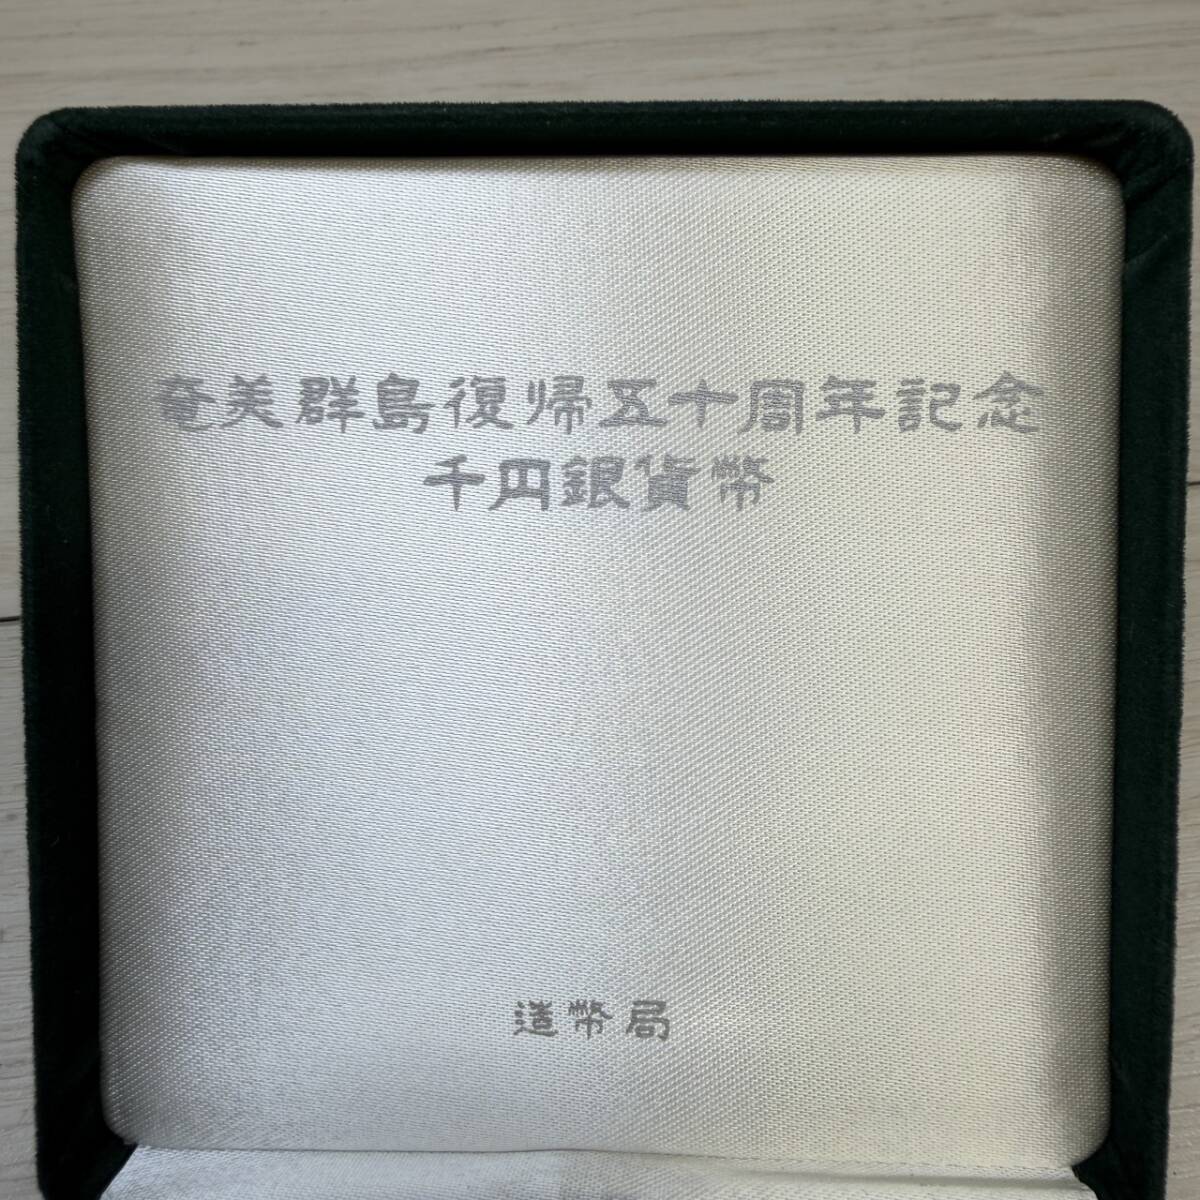 奄美群島復帰五十周年記念
千円銀貨幣
造幣局